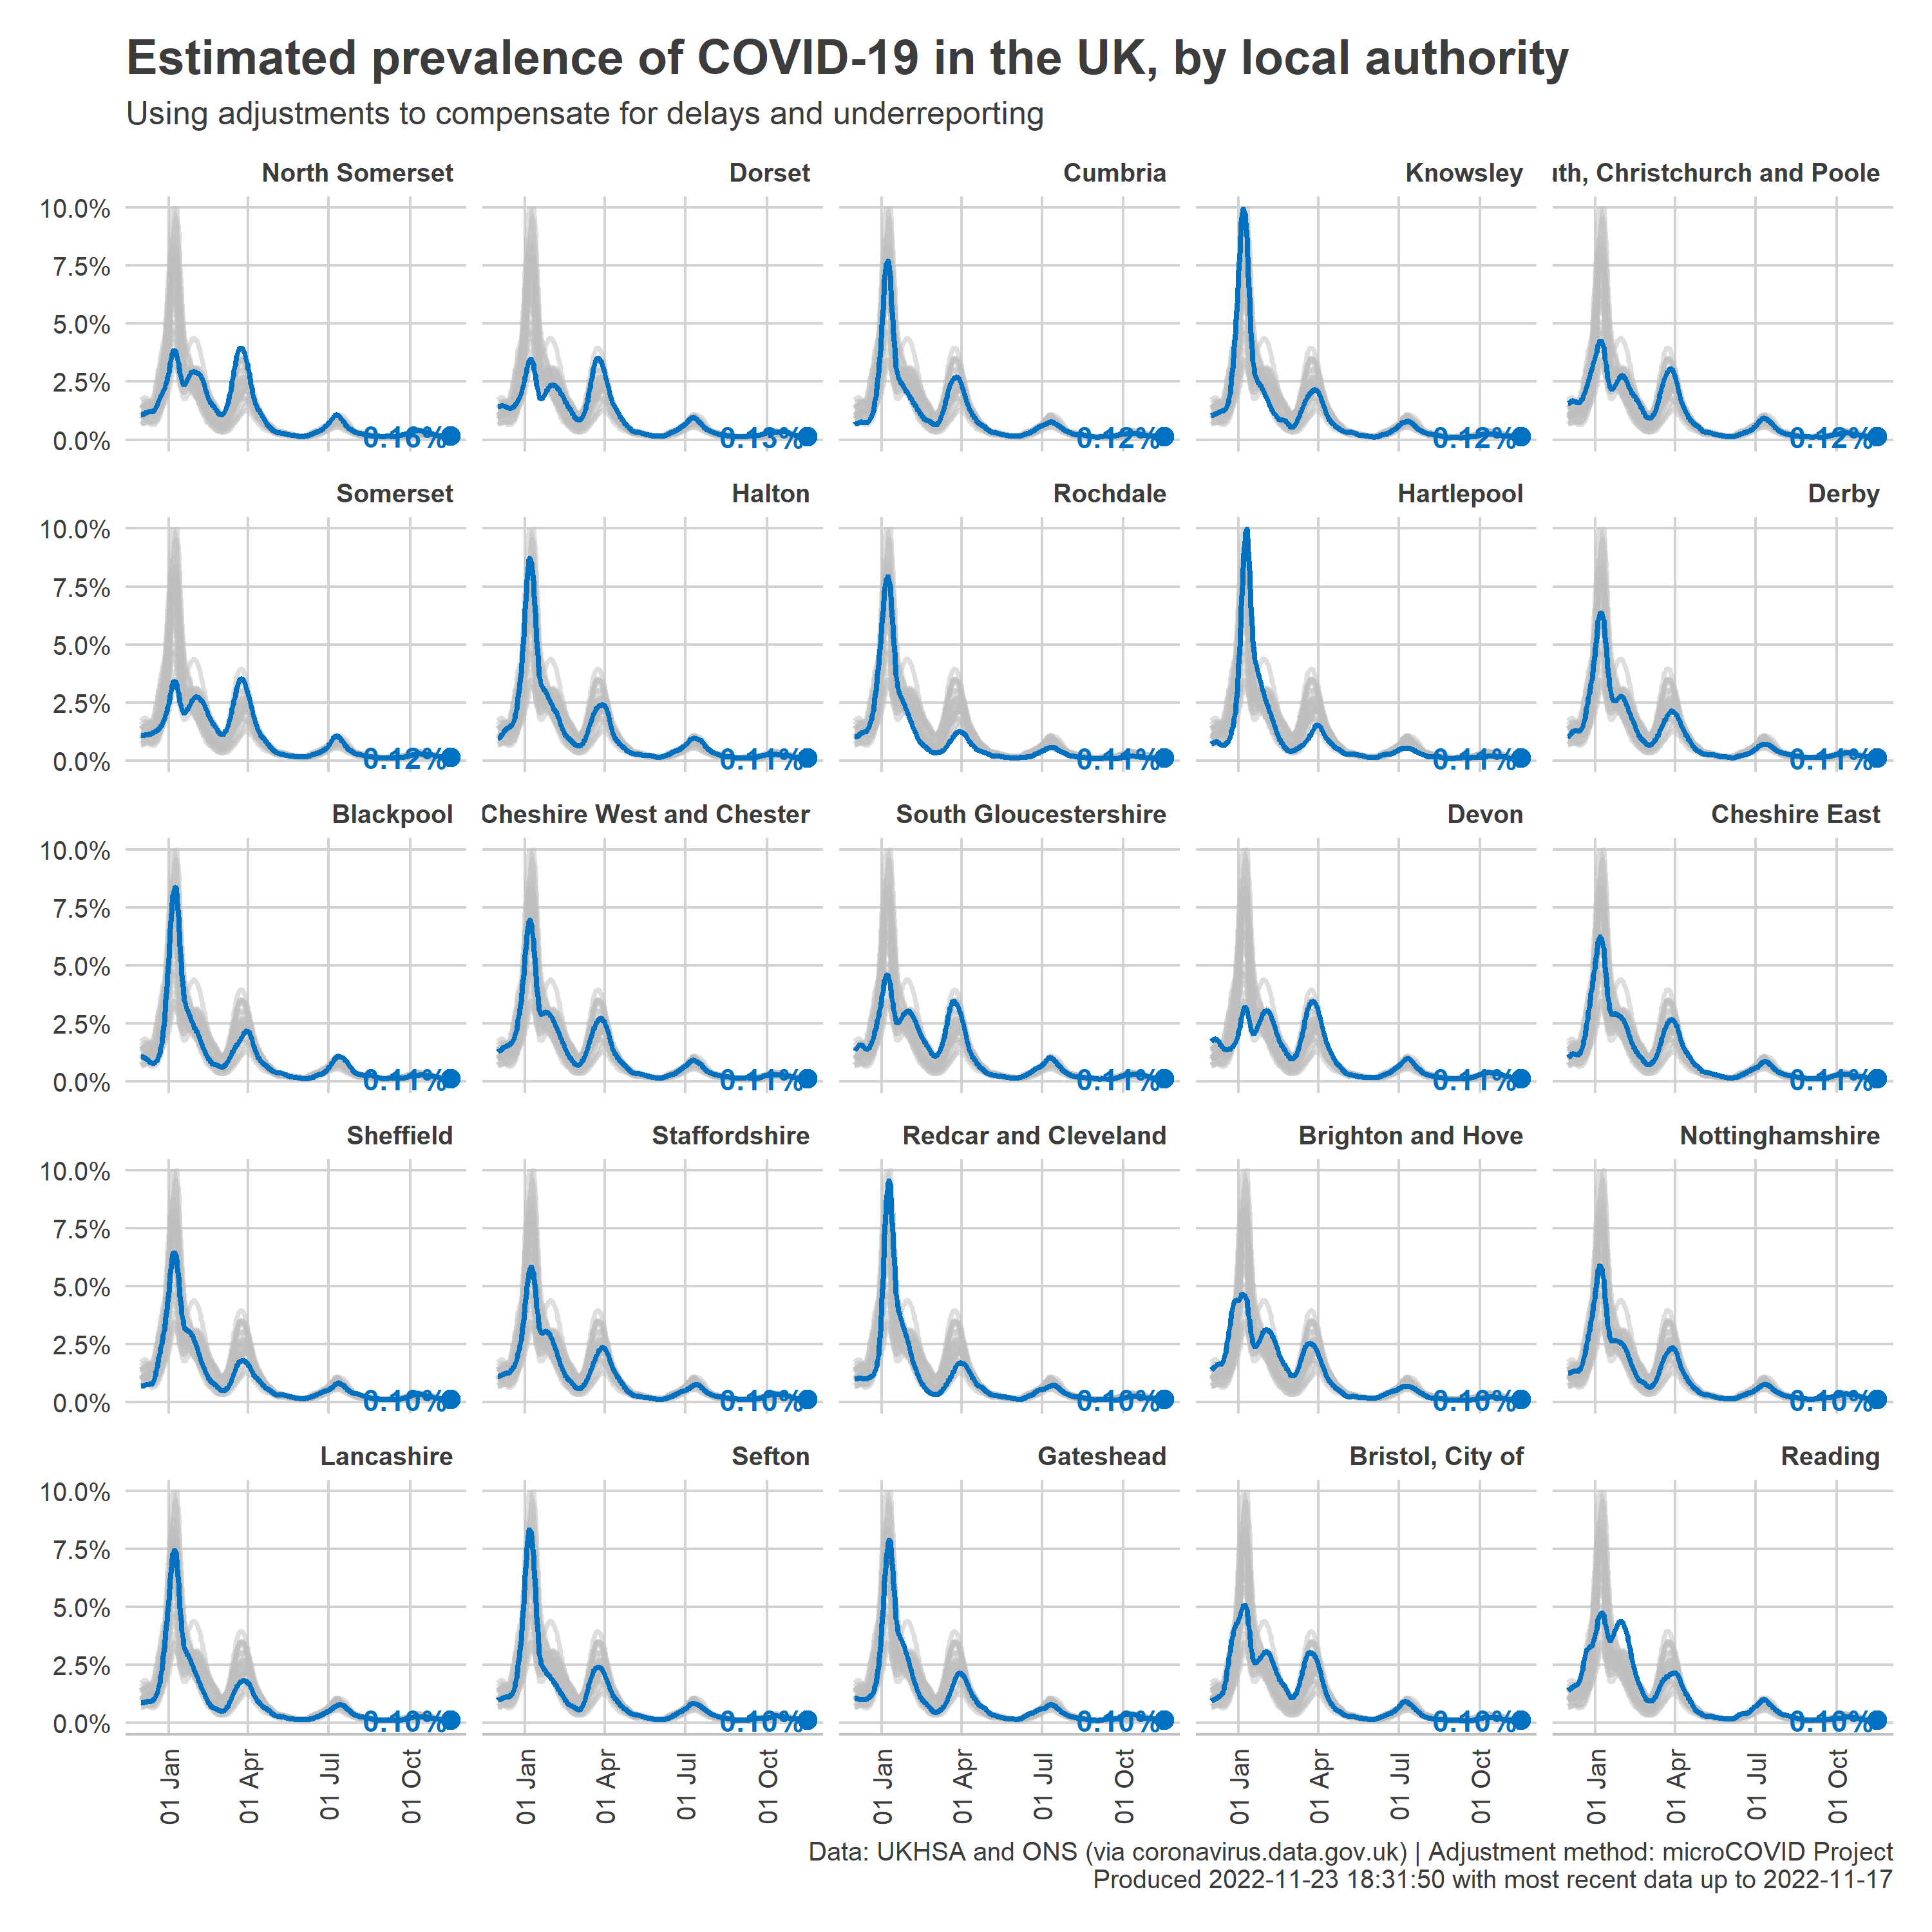 Estimated prevalence of COVID-19 in the UK, by local authority
Using adjustments to compensate for delays and underreporting
North Somerset
Dorset
Cumbria
Knowsley
Christchurch and Poole
10.0%
7.5%
5.0%
2.5%
0.0%
0.16%
0.13%
0.12%
0.12%
0.12%
Somerset
Halton
Rochdale
Hartlepool
Derby
10.0%
7.5%
5.0%
2.5%
0.0%
0.12%
0.11%
0.11%
0.11%
0.11%
Blackpool
Cheshire West and Chester
South Gloucestershire
Devon
Cheshire East
10.0%
7.5%
5.0%
2.5%
0.0%
0.11%
0.11%
0.11%
0.11%
0.11%
Sheffield
Staffordshire
Redcar and Cleveland
Brighton and Hove
Nottinghamshire
10.0%
7.5%
5.0%
2.5%
0.0%
0.10%
0.10%
0.10%
0.10%
0.10%
Lancashire
Sefton
Gateshead
Bristol, City of
Reading
10.0%
7.5%
5.0%
2.5%
0.0%
0.10%
0.10%
0.10%
0.10%
0.10%
01 Jan
01 Apr
01 Jul
01 Oct
01 Jan
01 Apr
01 Jul
01 Oct
01 Jan
01 Apr
01 Jul
01 Oct
01 Jan
01 Apr
01 Jul
01 Oct
01 Jan
01 Apr
01 Jul
01 Oct
Data: UKHSA and ONS (via coronavirus.data.gov.uk) | Adjustment method: microCOVID Project
Produced 2022-11-23 18:31:50 with most recent data up to 2022-11-17